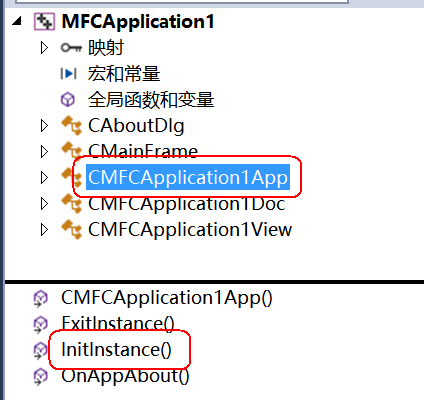 MFCApplication1
映射
宏和常量
全局函数和变量
CAboutDlg
CMainFrame
CMFCApplication1App
CMFCApplication1Doc
CMFCApplication1View
CMFCApplication1App()
ExitInstance()
InitInstance()
OnAppAbout()